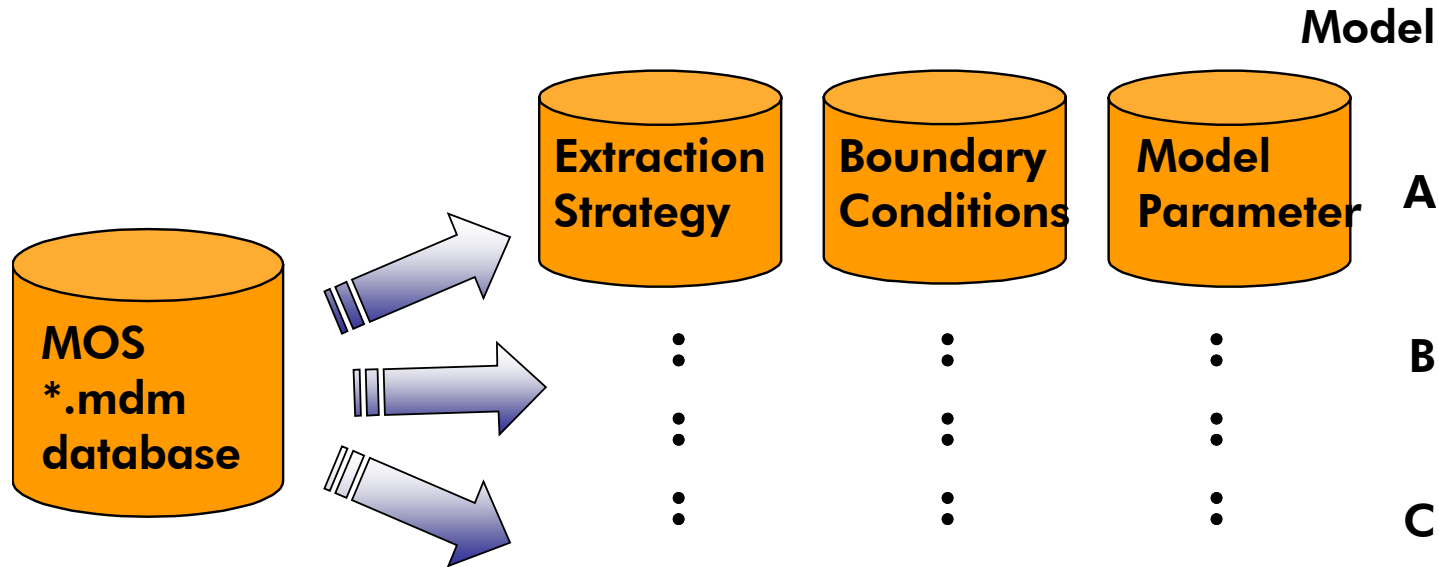 Model
Extraction
Strategy
Boundary
Conditions
Model
Parameter
A
MOS
*.mdm
database
B
C